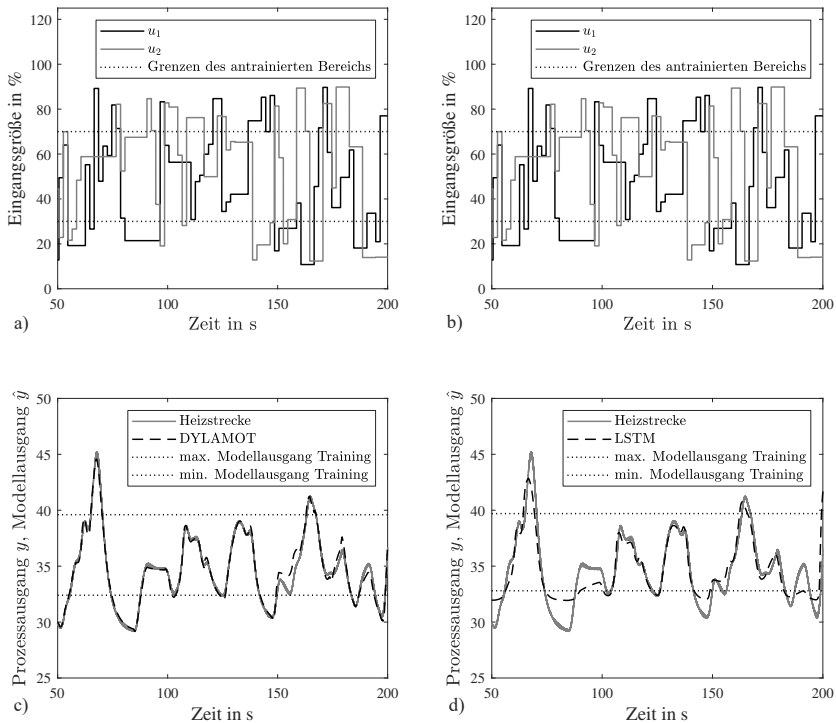 120
100
80
60
40
20
0
Eingangsgröße in %
u₁
u₂
Grenzen des antrainierten Bereichs
50
100
150
200
Zeit in s
a)
120
100
80
60
40
20
0
Eingangsgröße in %
u₁
u₂
Grenzen des antrainierten Bereichs
50
100
150
200
Zeit in s
b)
50
45
40
35
30
25
Prozessausgang y, Modellausgang ŷ
Heizstrecke
DYLAMOT
max. Modellausgang Training
min. Modellausgang Training
50
100
150
200
Zeit in s
c)
50
45
40
35
30
25
Prozessausgang y, Modellausgang ŷ
Heizstrecke
LSTM
max. Modellausgang Training
min. Modellausgang Training
50
100
150
200
Zeit in s
d)